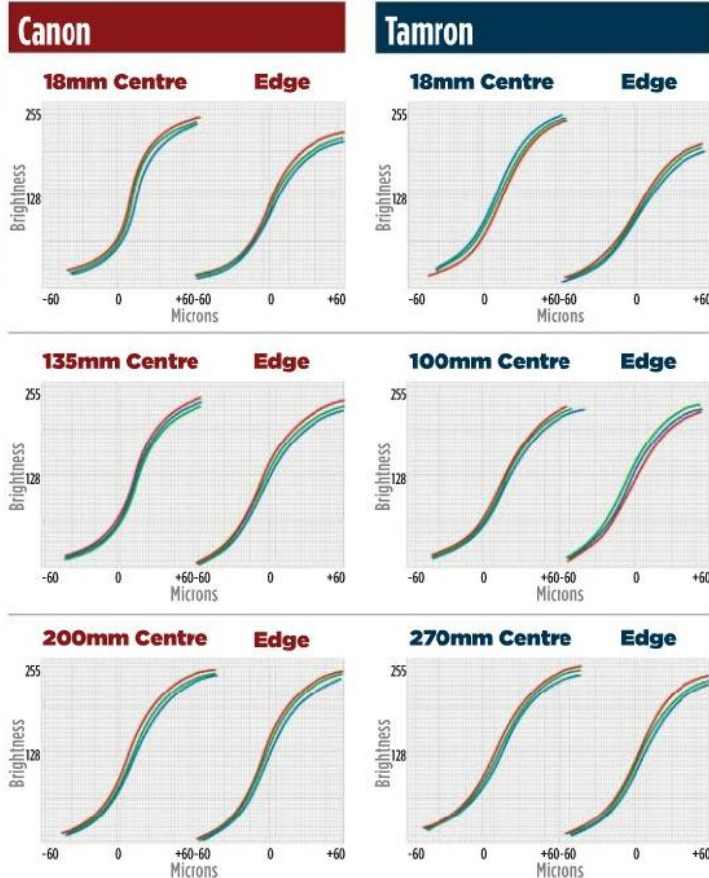 Canon
Tamron
18mm Centre
Edge
18mm Centre
Edge
255
128
Brightness
-60
0
+60-60
0
+60
Microns
255
128
Brightness
-60
0
+60-60
0
+60
Microns
135mm Centre
Edge
100mm Centre
Edge
255
128
Brightness
-60
0
+60-60
0
+60
Microns
255
128
Brightness
-60
0
+60-60
0
+60
Microns
200mm Centre
Edge
270mm Centre
Edge
255
128
Brightness
-60
0
+60-60
0
+60
Microns
255
128
Brightness
-60
0
+60-60
0
+60
Microns